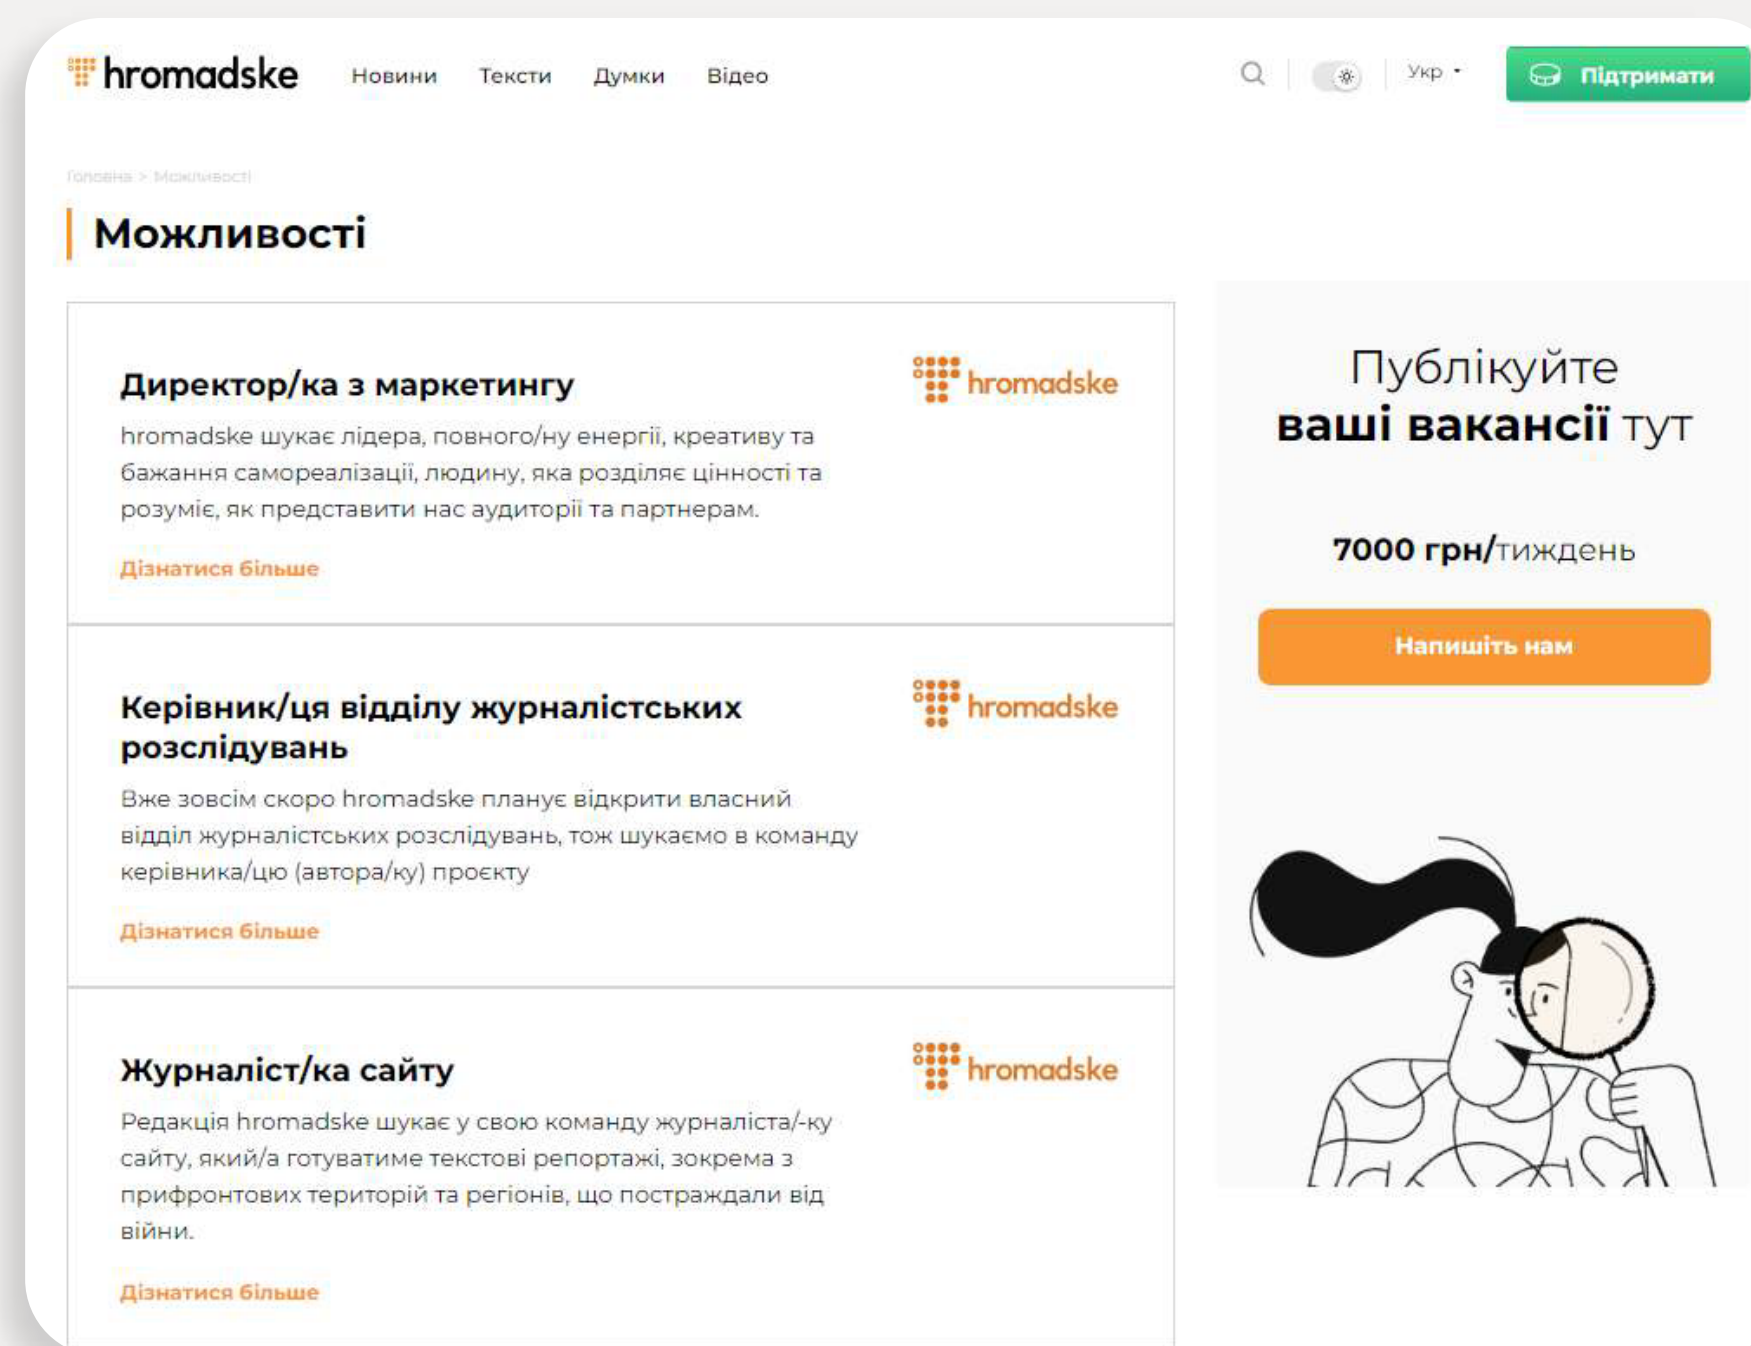 hromadske Новини Тексти Думки Відео Укр Підтримати
Головна > Можливості
Можливості
Директор/ка з маркетингу
hromadske
hromadske шукає лідера, повного/ну енергії, креативу та
бажання самореалізації, людину, яка розділяє цінності та
розуміє, як представити нас аудиторії та партнерам.
Дізнатися більше
Керівник/ця відділу журналістських
розслідувань
hromadske
Вже зовсім скоро hromadske планує відкрити власний
відділ журналістських розслідувань, тож шукаємо в команду
керівника/цю (автора/ку) проєкту
Дізнатися більше
Журналіст/ка сайту
hromadske
Редакція hromadske шукає у свою команду журналіста/-ку
сайту, який/а готуватиме текстові репортажі, зокрема з
прифронтових територій та регіонів, що постраждали від
війни.
Дізнатися більше
Публікуйте
ваші вакансії тут
7000 грн/тиждень
Напишіть нам